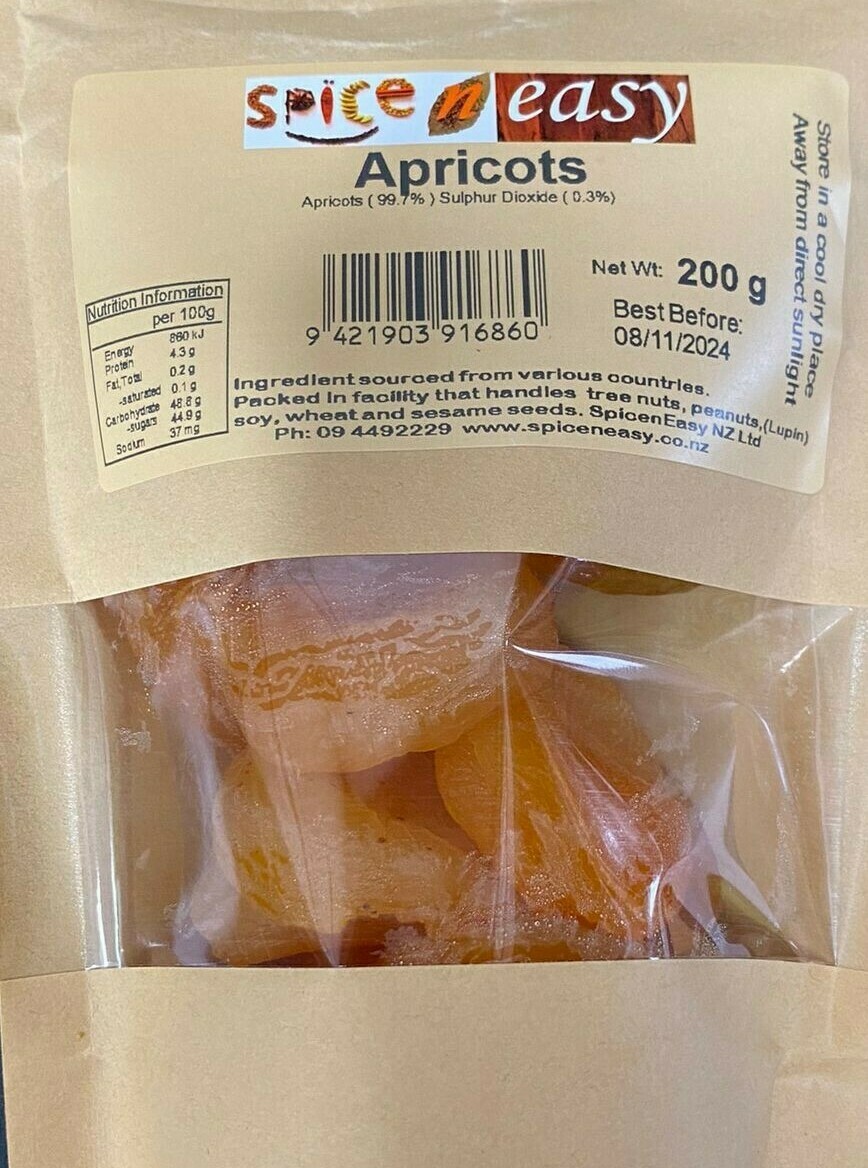 spice n easy
Apricots
Apricots ( 99.7% ) Sulphur Dioxide ( 0.3%)
9 421903 916860
Net Wt: 200 g
Best Before:
08/11/2024
Nutrition Information
per 100g
Energy 860 kJ
Protein 4.3 g
Fat, Total 0.2 g
-saturated 0.1 g
Carbohydrate 48.8 g
-sugars 44.9 g
Sodium 37 mg
Ingredient sourced from various countries.
Packed in facility that handles tree nuts, peanuts,(Lupin)
soy, wheat and sesame seeds. SpicenEasy NZ Ltd
Ph: 09 4492229 www.spiceneasy.co.nz
Store in a cool dry place
Away from direct sunlight